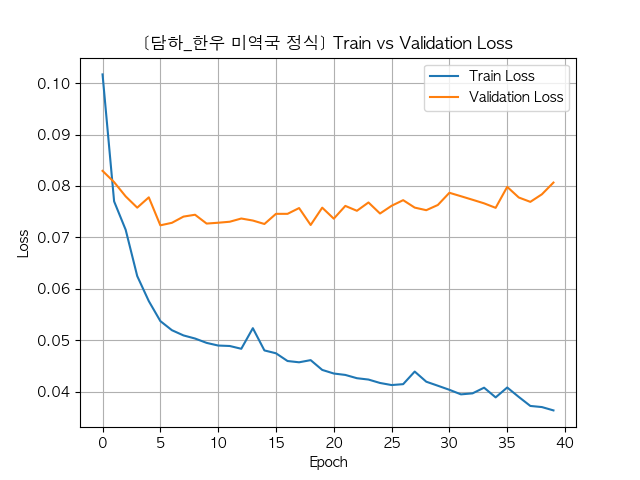 [담하_한우 미역국 정식] Train vs Validation Loss
Train Loss
Validation Loss
0.10
0.09
0.08
0.07
0.06
0.05
0.04
Loss
0 5 10 15 20 25 30 35 40
Epoch